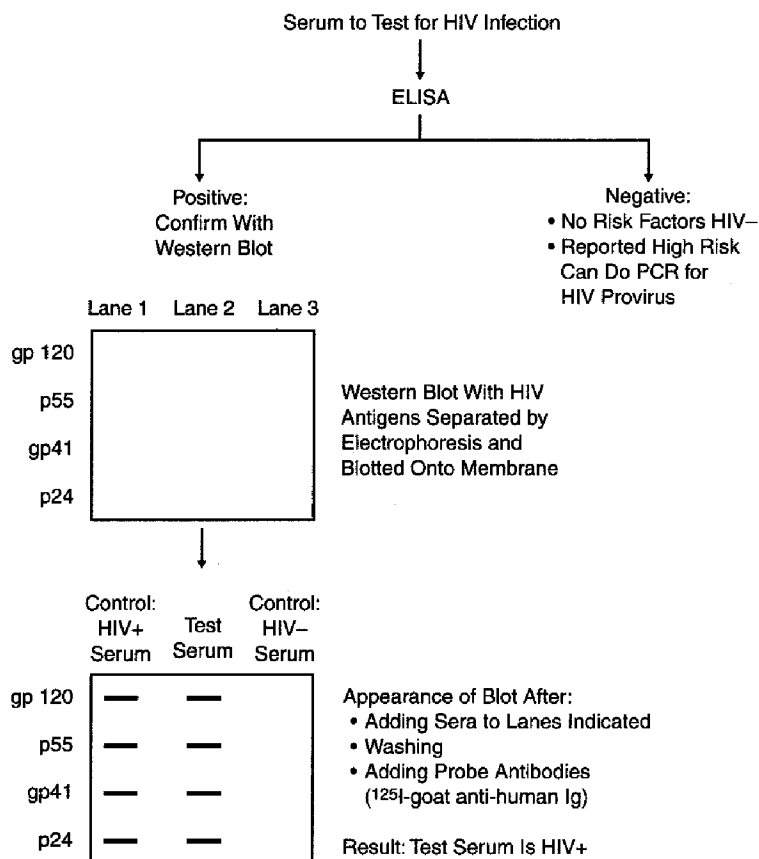 Serum to Test for HIV Infection
ELISA
Positive:
Confirm With
Western Blot
Negative:
• No Risk Factors HIV–
• Reported High Risk
Can Do PCR for
HIV Provirus
Lane 1 Lane 2 Lane 3
gp 120
p55
gp41
p24
Western Blot With HIV
Antigens Separated by
Electrophoresis and
Blotted Onto Membrane
Control:
HIV+
Serum
Test
Serum
Control:
HIV–
Serum
gp 120
p55
gp41
p24
Appearance of Blot After:
• Adding Sera to Lanes Indicated
• Washing
• Adding Probe Antibodies
(125I-goat anti-human Ig)
Result: Test Serum Is HIV+